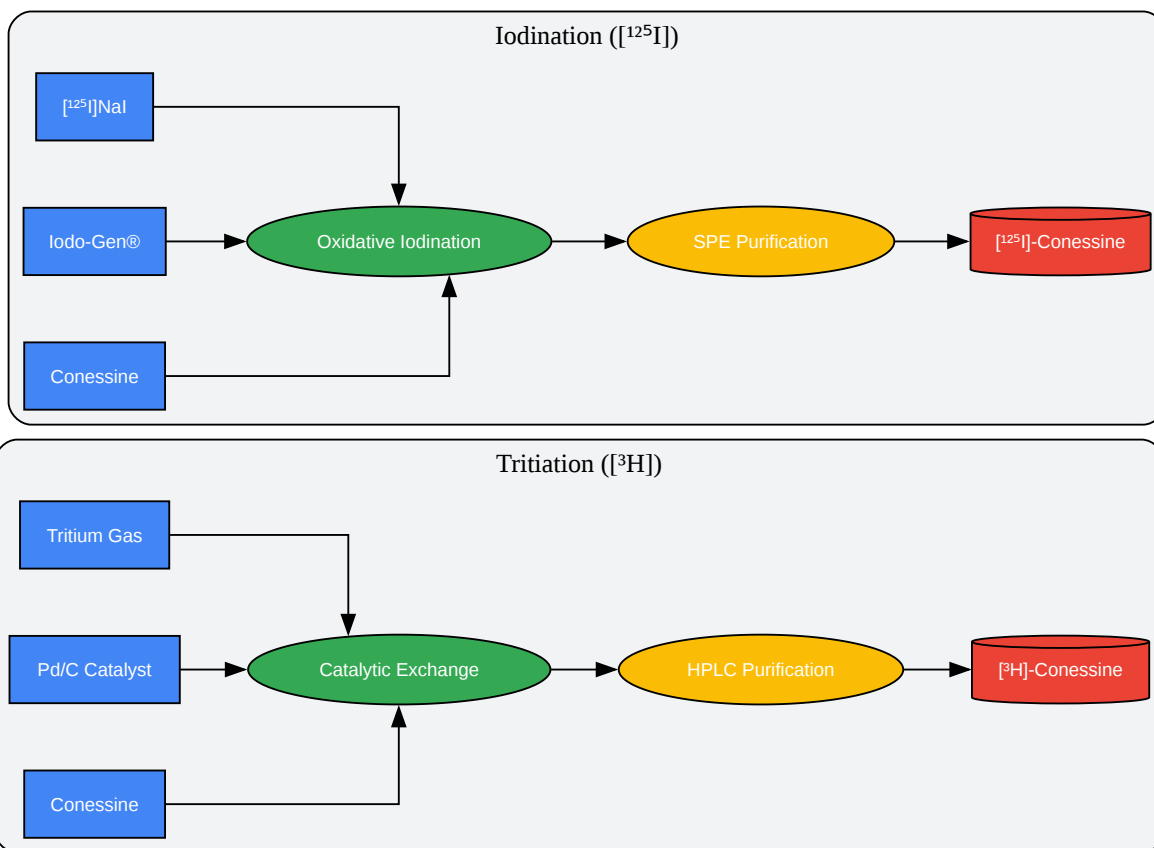 Iodination ([¹²⁵I])
[¹²⁵I]NaI
Iodo-Gen®
Oxidative Iodination
SPE Purification
[¹²⁵I]-Conessine
Conessine
Tritiation ([³H])
Tritium Gas
Pd/C Catalyst
Catalytic Exchange
HPLC Purification
[³H]-Conessine
Conessine